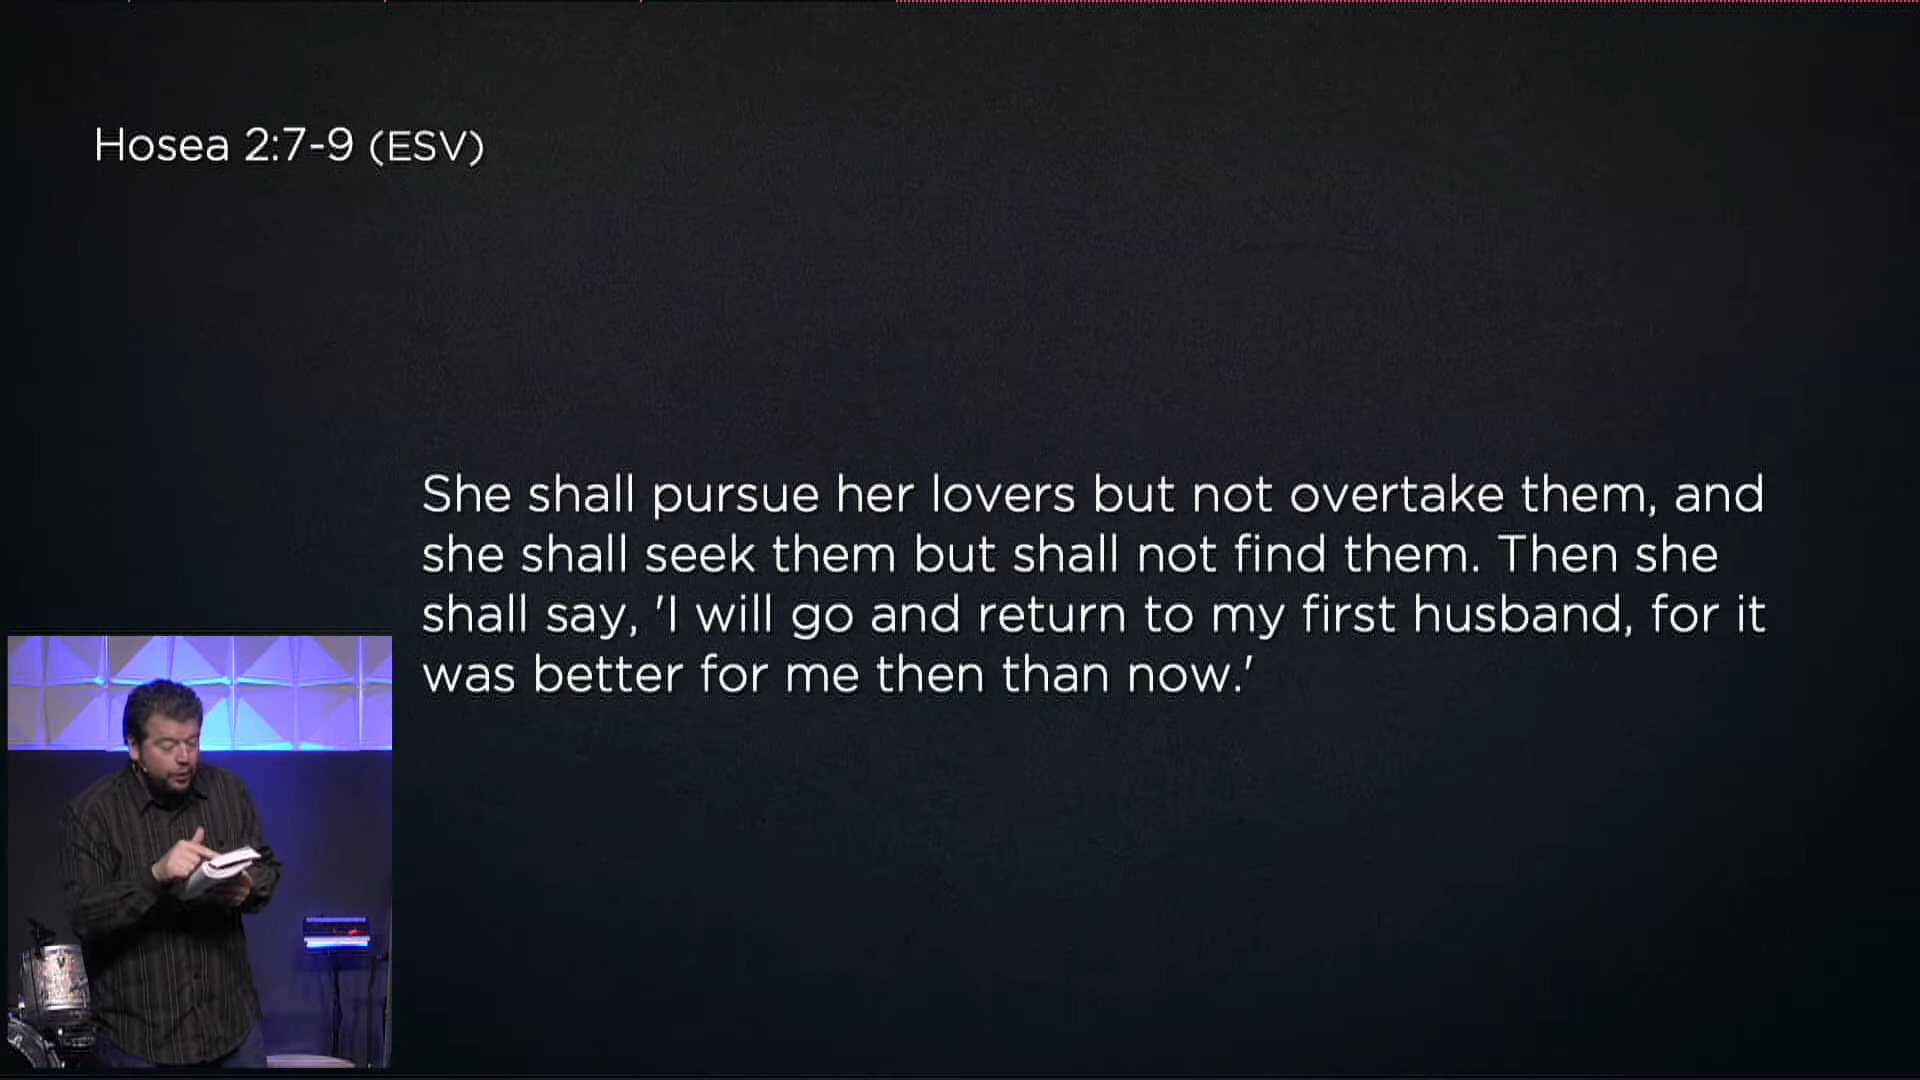 Hosea 2:7-9 (ESV)
She shall pursue her lovers but not overtake them, and
she shall seek them but shall not find them. Then she
shall say, 'I will go and return to my first husband, for it
was better for me then than now.'